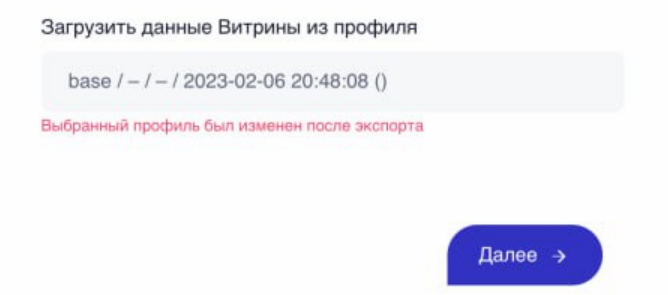 Загрузить данные Витрины из профиля
base / – / – / 2023-02-06 20:48:08 ()
Выбранный профиль был изменен после экспорта
Далее →